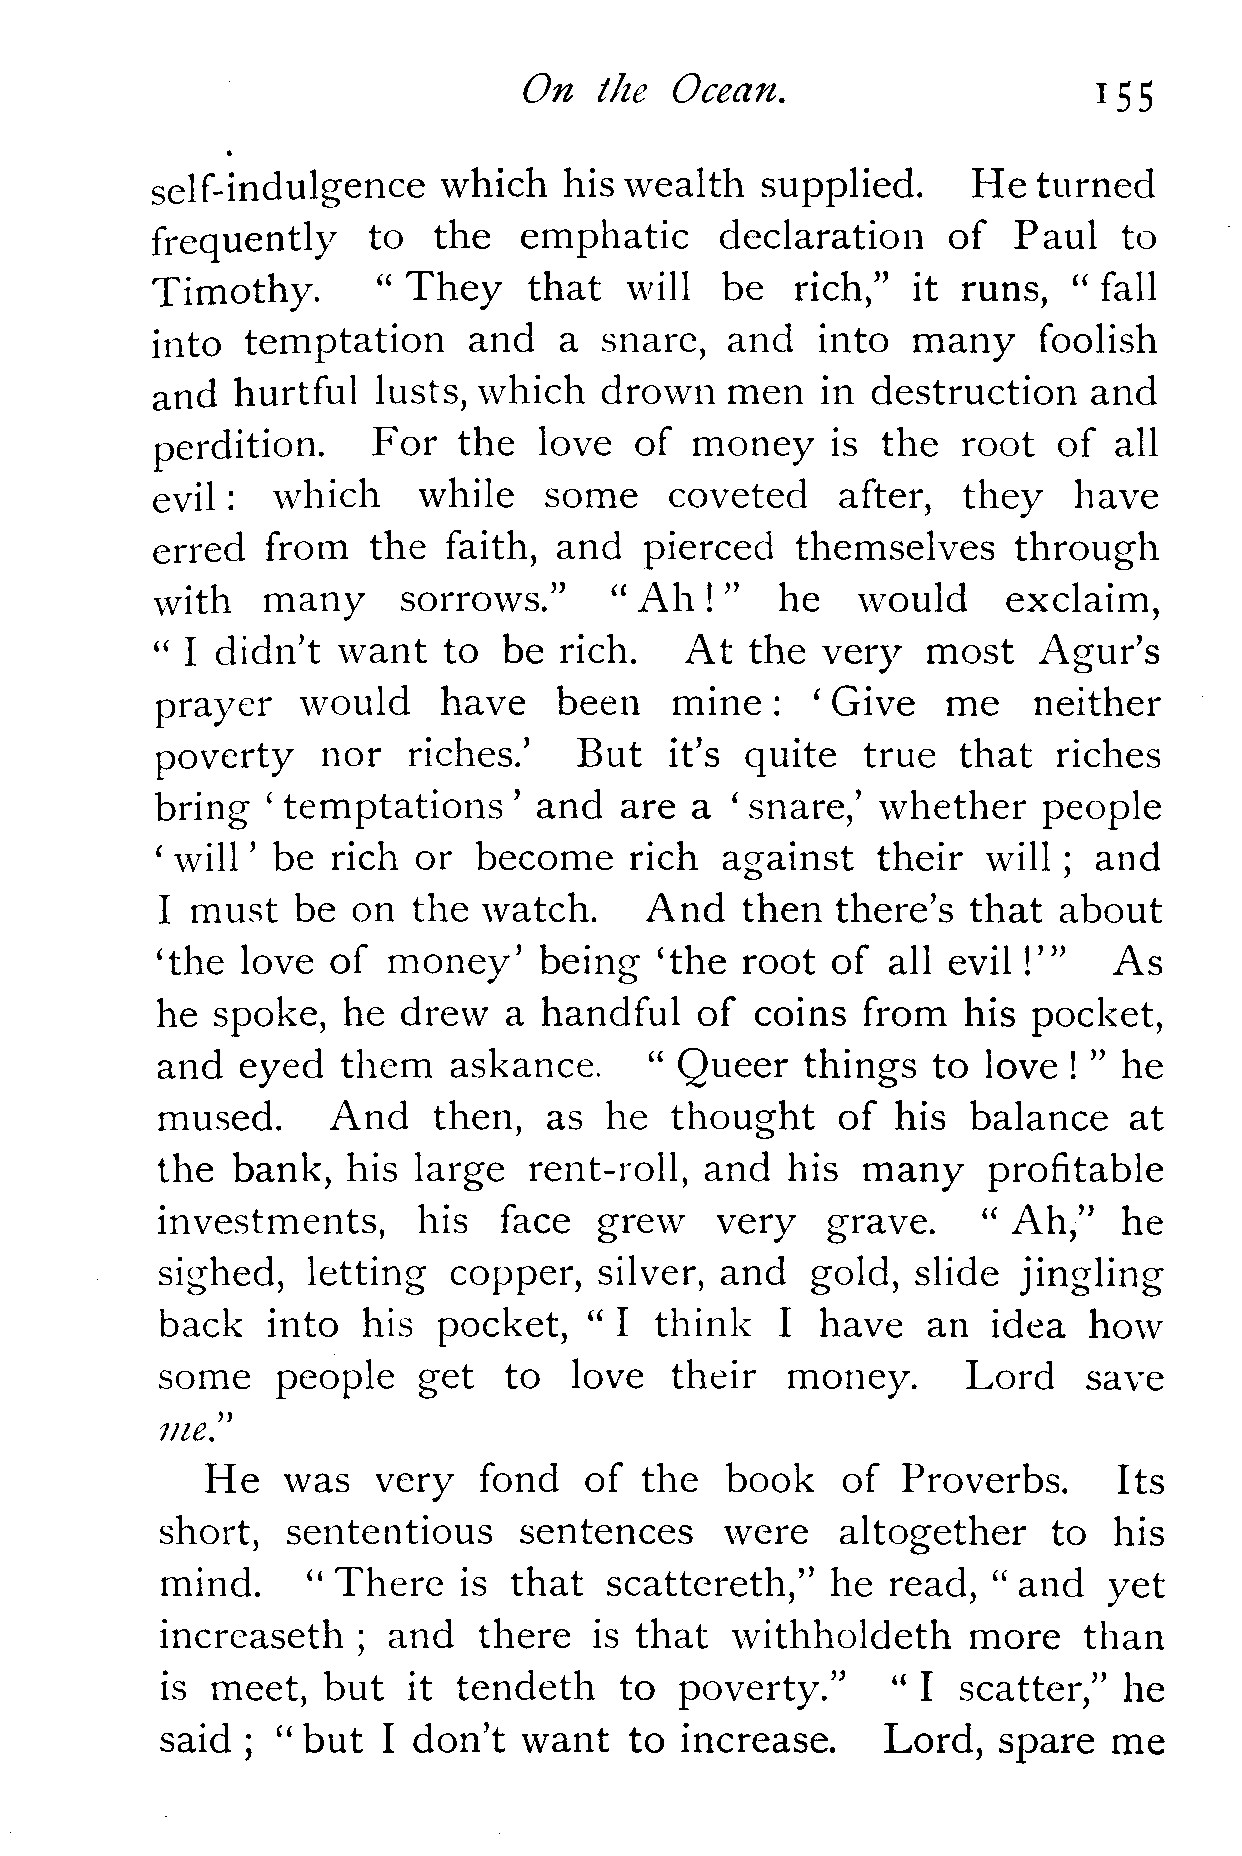 On the Ocean. 155
self-indulgence which his wealth supplied. He turned
frequently to the emphatic declaration of Paul to
Timothy. “ They that will be rich,” it runs, “ fall
into temptation and a snare, and into many foolish
and hurtful lusts, which drown men in destruction and
perdition. For the love of money is the root of all
evil : which while some coveted after, they have
erred from the faith, and pierced themselves through
with many sorrows.” “ Ah ! ” he would exclaim,
“ I didn’t want to be rich. At the very most Agur’s
prayer would have been mine : ‘ Give me neither
poverty nor riches.’ But it’s quite true that riches
bring ‘ temptations ’ and are a ‘ snare,’ whether people
‘ will ’ be rich or become rich against their will ; and
I must be on the watch. And then there’s that about
‘the love of money’ being ‘the root of all evil !’” As
he spoke, he drew a handful of coins from his pocket,
and eyed them askance. “ Queer things to love ! ” he
mused. And then, as he thought of his balance at
the bank, his large rent-roll, and his many profitable
investments, his face grew very grave. “ Ah,” he
sighed, letting copper, silver, and gold, slide jingling
back into his pocket, “ I think I have an idea how
some people get to love their money. Lord save
me.”
He was very fond of the book of Proverbs. Its
short, sententious sentences were altogether to his
mind. “ There is that scattereth,” he read, “ and yet
increaseth ; and there is that withholdeth more than
is meet, but it tendeth to poverty.” “ I scatter,” he
said ; “ but I don’t want to increase. Lord, spare me